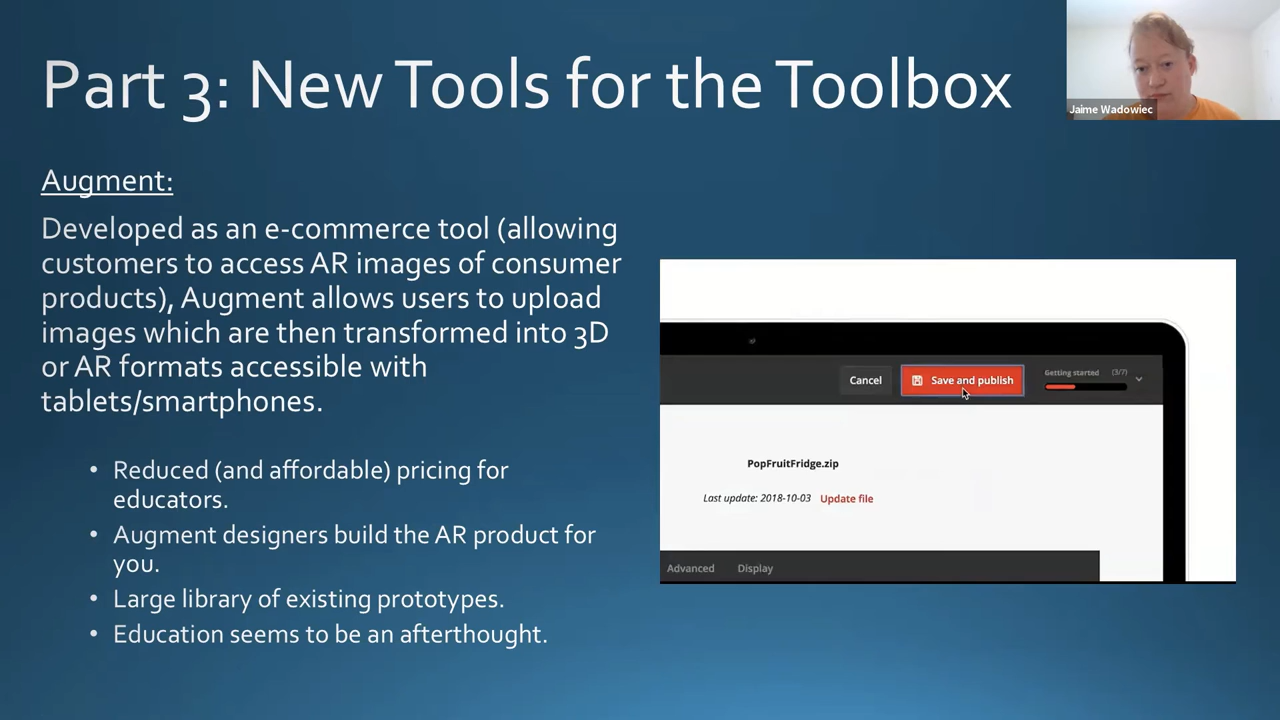 Part 3: New Tools for the Toolbox
Jaime Wadowiec
Augment:
Developed as an e-commerce tool (allowing
customers to access AR images of consumer
products), Augment allows users to upload
images which are then transformed into 3D
or AR formats accessible with
tablets/smartphones.
• Reduced (and affordable) pricing for
educators.
• Augment designers build the AR product for
you.
• Large library of existing prototypes.
• Education seems to be an afterthought.
Cancel
Save and publish
Getting started (3/7)
PopFruitFridge.zip
Last update: 2018-10-03 Update file
Advanced Display